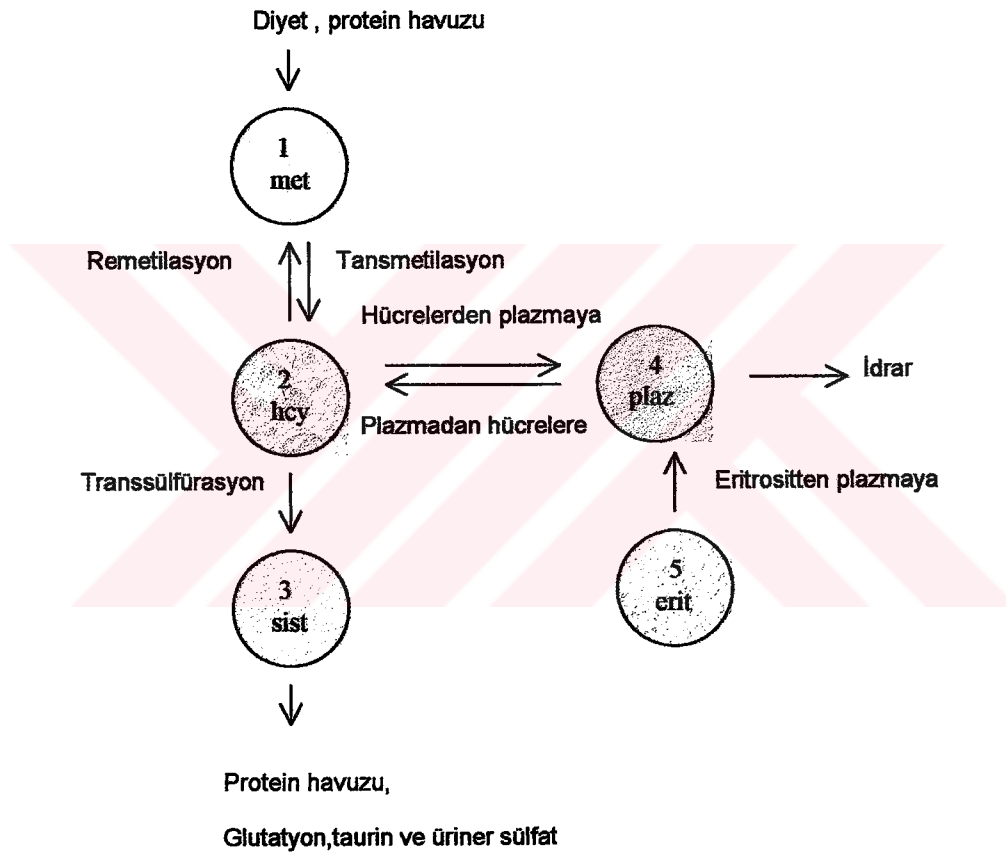 Diyet , protein havuzu
1
met
Remetilasyon
Tansmetilasyon
Hücrelerden plazmaya
2
hcy
4
plaz
İdrar
Plazmadan hücrelere
Transsülfürasyon
Eritrositten plazmaya
3
sist
5
erit
Protein havuzu,
Glutatyon,taurin ve üriner sülfat